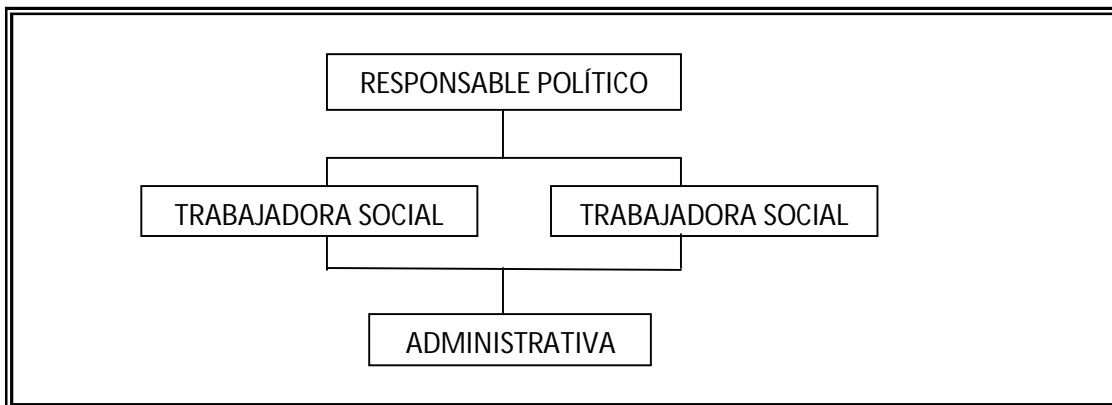 RESPONSABLE POLÍTICO
TRABAJADORA SOCIAL
TRABAJADORA SOCIAL
ADMINISTRATIVA